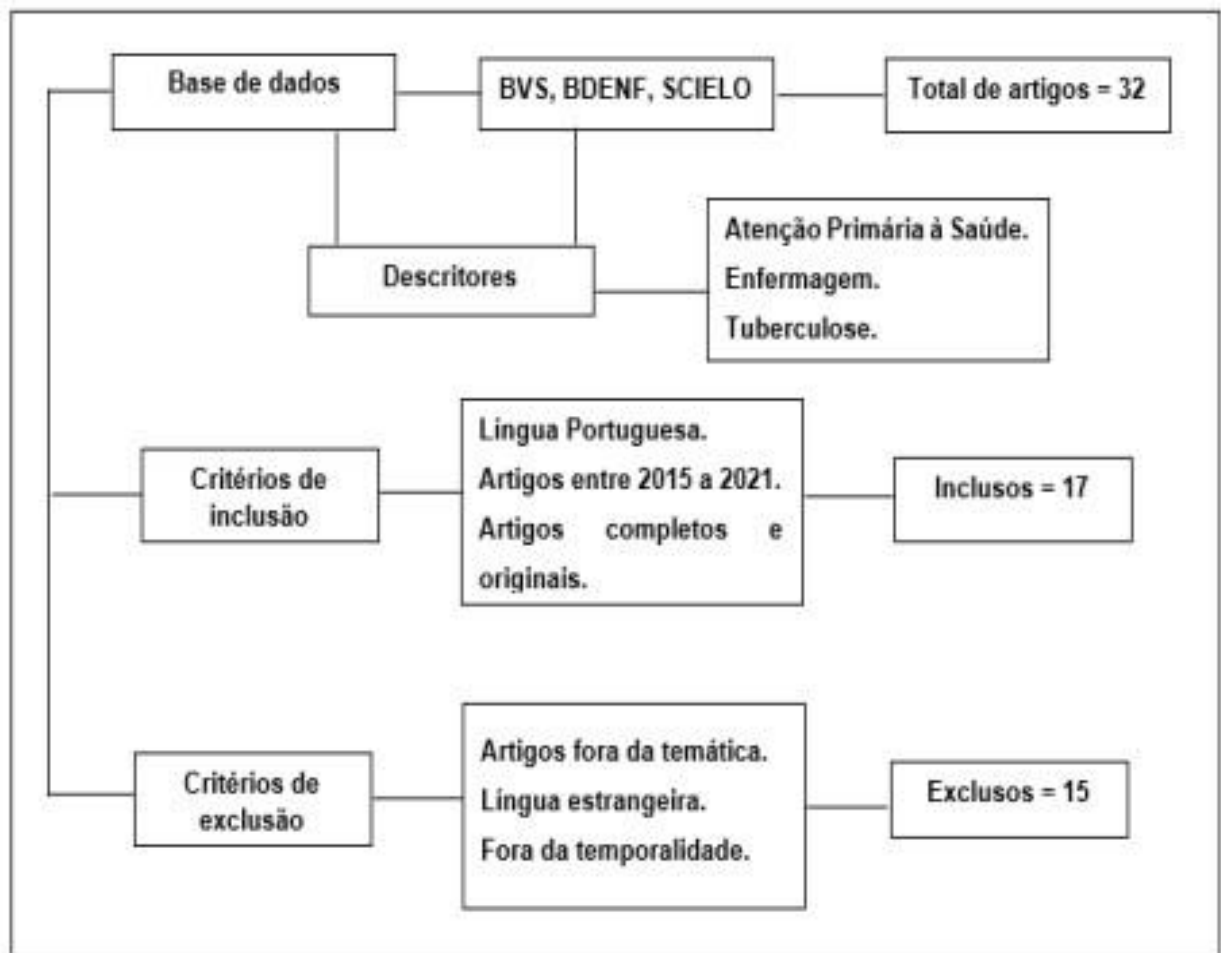 Base de dados
BVS, BDENF, SCIELO
Total de artigos = 32
Descritores
Atenção Primária à Saúde.
Enfermagem.
Tuberculose.
Critérios de
inclusão
Língua Portuguesa.
Artigos entre 2015 a 2021.
Artigos completos e
originais.
Inclusos = 17
Critérios de
exclusão
Artigos fora da temática.
Língua estrangeira.
Fora da temporalidade.
Exclusos = 15